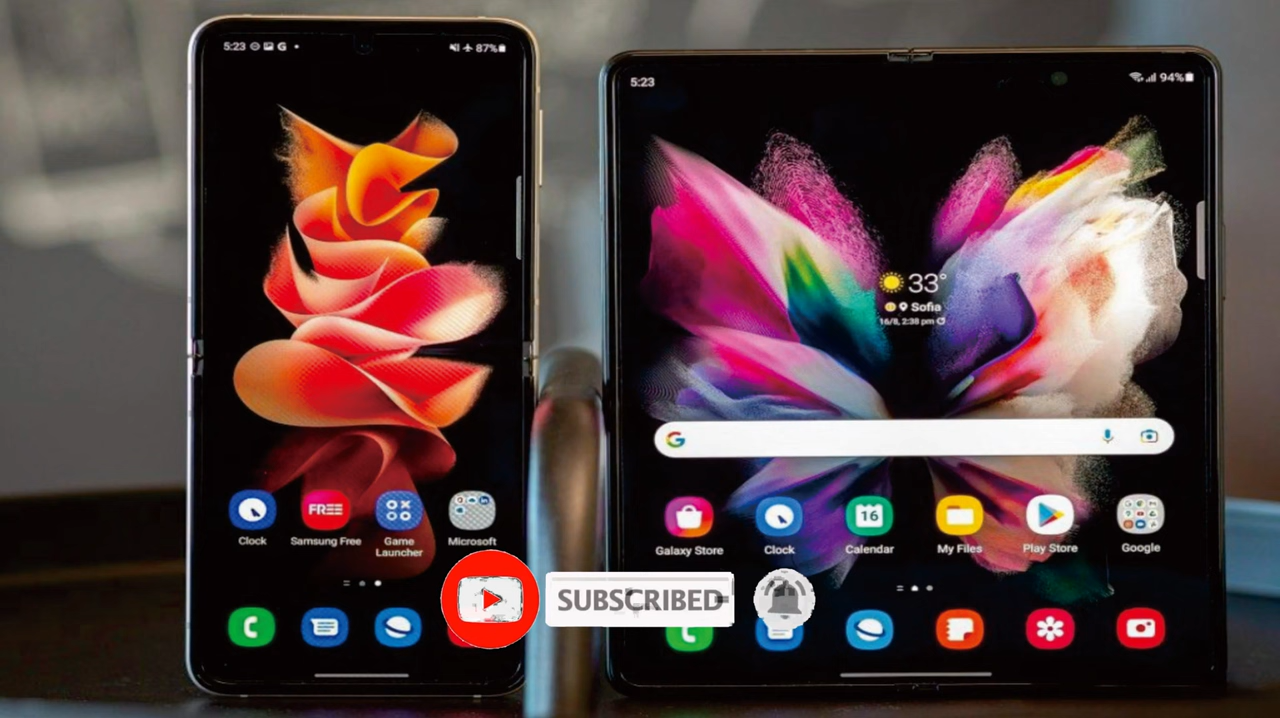 5:23 G 87%
5:23
94%
33°
Sofia
16/8, 2:38 pm
G
FREE
16
Clock
Samsung Free
Game
Launcher
Microsoft
Galaxy Store
Clock
Calendar
My Files
Play Store
Google
SUBSCRIBED